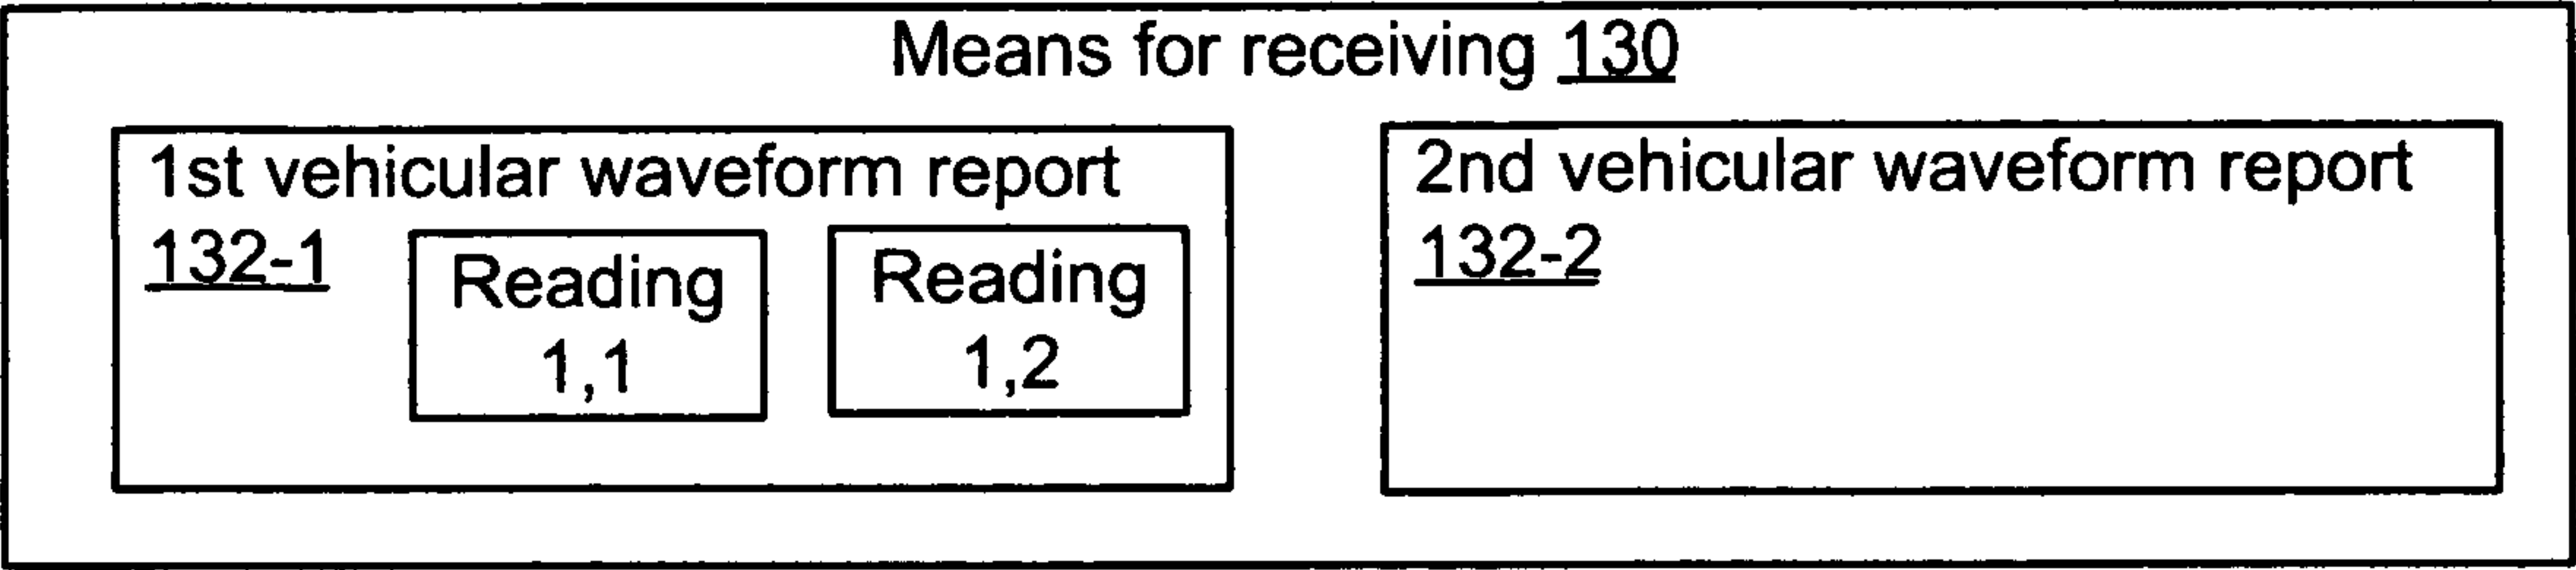 Means for receiving 130
1st vehicular waveform report
132-1
Reading
1,1
Reading
1,2
2nd vehicular waveform report
132-2